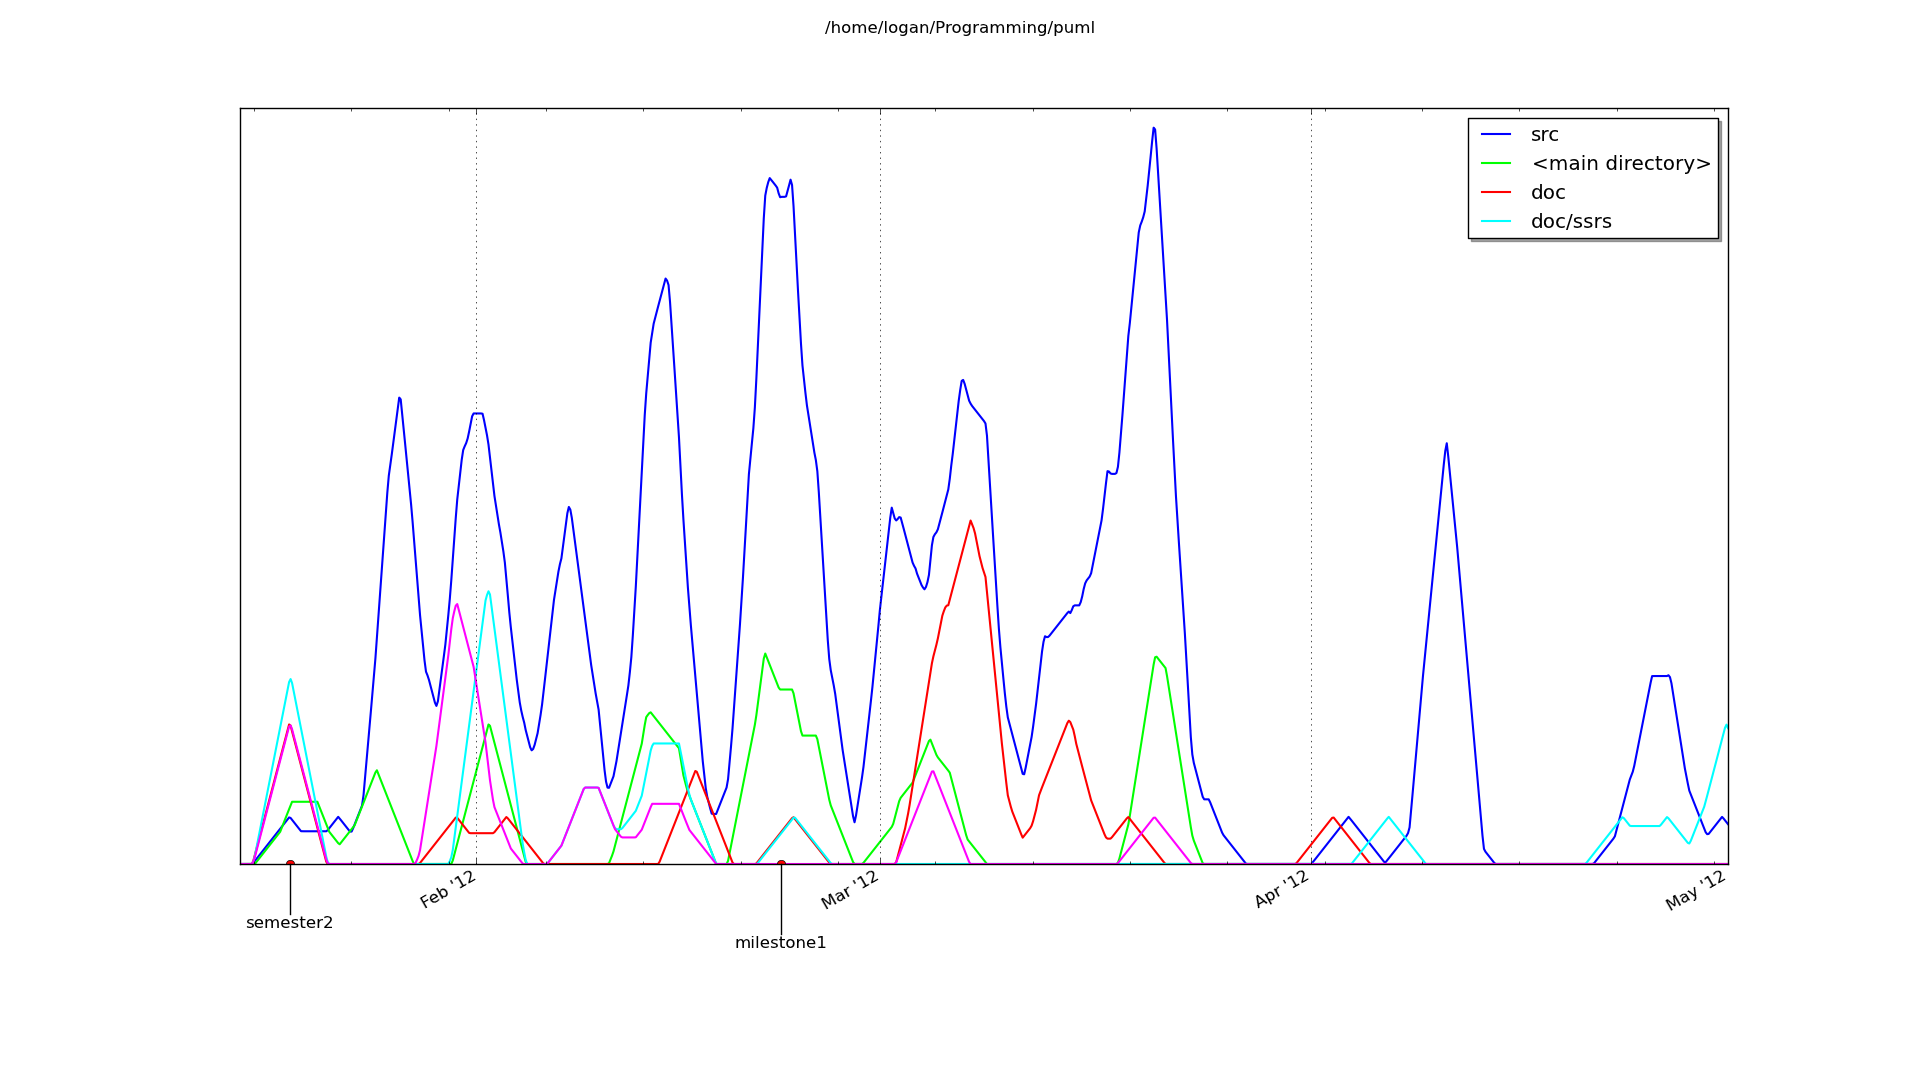 /home/logan/Programming/puml
src
<main directory>
doc
doc/ssrs
Feb '12
Mar '12
Apr '12
May '12
semester2
milestone1